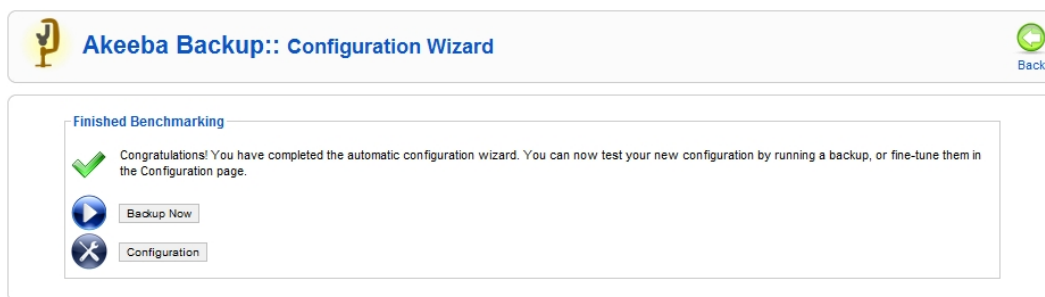 Akeeba Backup:: Configuration Wizard
Back
Finished Benchmarking
Congratulations! You have completed the automatic configuration wizard. You can now test your new configuration by running a backup, or fine-tune them in
the Configuration page.
Backup Now
Configuration